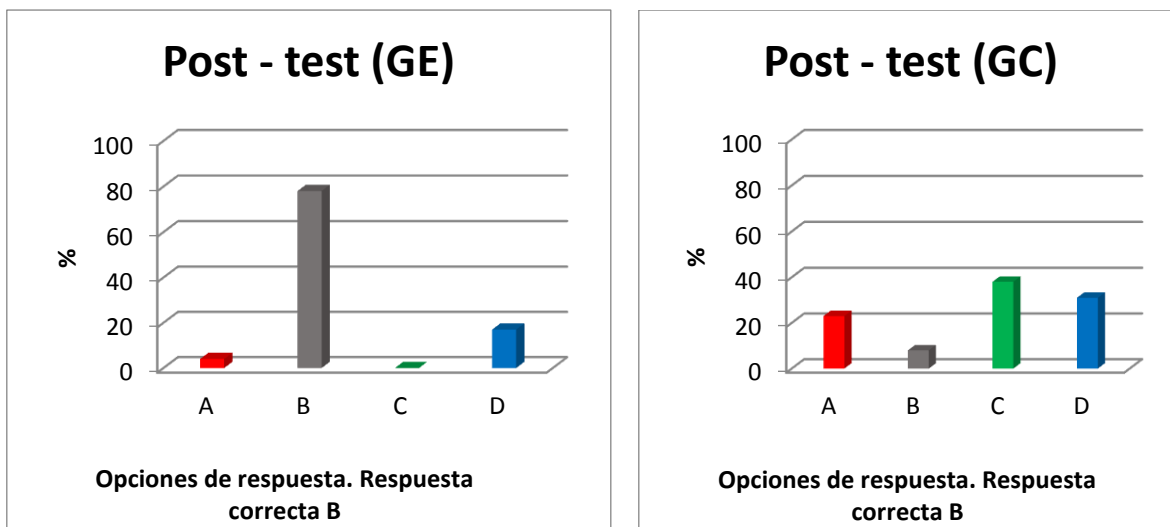 Post - test (GE)
100
80
60
40
20
0
%
A B C D
Opciones de respuesta. Respuesta
correcta B
Post - test (GC)
100
80
60
40
20
0
%
A B C D
Opciones de respuesta. Respuesta
correcta B